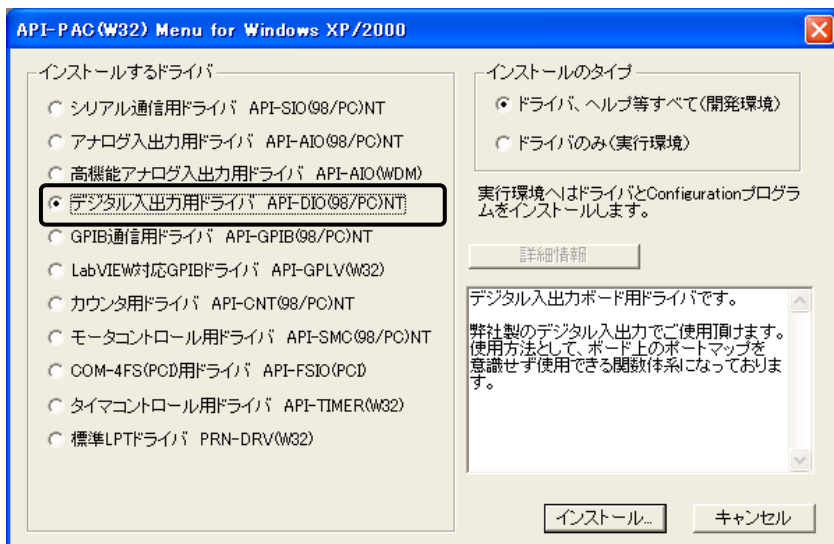 API-PAC(W32) Menu for Windows XP/2000
インストールするドライバ
シリアル通信用ドライバ API-SIO(98/PC)NT
アナログ入出力用ドライバ API-AIO(98/PC)NT
高機能アナログ入出力用ドライバ API-AIO(WDM)
デジタル入出力用ドライバ API-DIO(98/PC)NT
GPIB通信用ドライバ API-GPIB(98/PC)NT
LabVIEW対応GPIBドライバ API-GPLV(W32)
カウンタ用ドライバ API-CNT(98/PC)NT
モータコントロール用ドライバ API-SMC(98/PC)NT
COM-4FS(PCI)用ドライバ API-FSIO(PCI)
タイマコントロール用ドライバ API-TIMER(W32)
標準LPTドライバ PRN-DRV(W32)
インストールのタイプ
ドライバ、ヘルプ等すべて(開発環境)
ドライバのみ(実行環境)
実行環境へはドライバとConfigurationプログラ
ムをインストールします。
詳細情報
デジタル入出力ボード用ドライバです。
弊社製のデジタル入出力でご使用頂けます。
使用方法として、ボード上のポートマップを
意識せず使用できる関数体系になっておりま
す。
インストール...
キャンセル